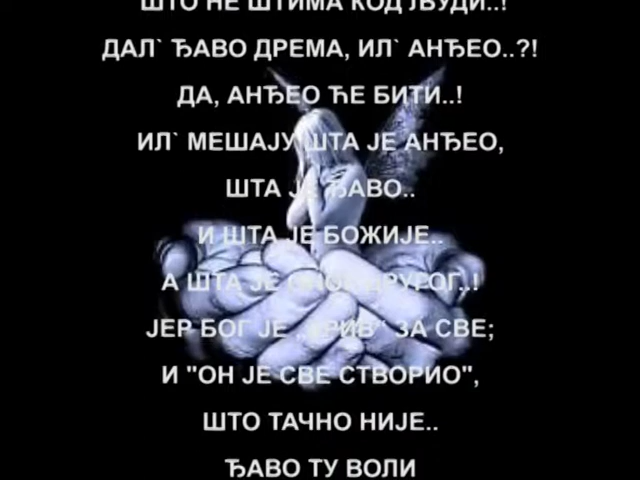 ШТО НЕ ШТИМА КОД ЉУДИ..!
ДАЛ` ЂАВО ДРЕМА, ИЛ` АНЂЕО..?!
ДА, АНЂЕО ЋЕ БИТИ..!
ИЛ` МЕШАЈУ ШТА ЈЕ АНЂЕО,
ШТА ЈЕ ЂАВО..
И ШТА ЈЕ БОЖИЈЕ..
А ШТА ЈЕ ОНОГ ДРУГОГ..!
ЈЕР БОГ ЈЕ „КРИВ" ЗА СВЕ;
И "ОН ЈЕ СВЕ СТВОРИО",
ШТО ТАЧНО НИЈЕ..
ЂАВО ТУ ВОЛИ